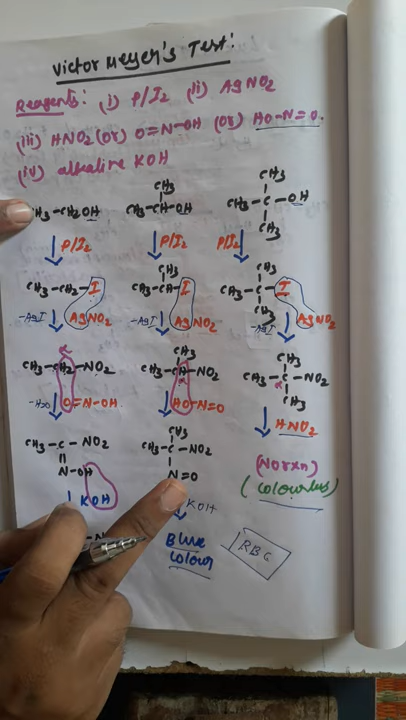 Victor Meyer's Test:
Reagents: (i) P/I₂ (ii) AgNO₂
(iii) HNO₂ (or) O=N-OH (or) HO-N=O.
(iv) alkaline KOH
CH₃ CH₃
H₃-CH₂OH CH₃-CH-OH CH₃-C-OH
CH₃
P/I₂ P/I₂ P/I₂
CH₃ CH₃
CH₃-CH₂-I CH₃-CH-I CH₃-C-I
CH₃
-AgI AgNO₂ -AgI AgNO₂ -AgI AgNO₂
α CH₃ CH₃
CH₃-CH₂-NO₂ CH₃-CH-NO₂ CH₃-C-NO₂
α α CH₃
-H₂O O=N-OH HO-N=O HNO₂
CH₃
CH₃-C-NO₂ CH₃-C-NO₂ (No rxn)
N-OH N=O (Colourless)
KOH KOH
-N Blue RBC
Colour